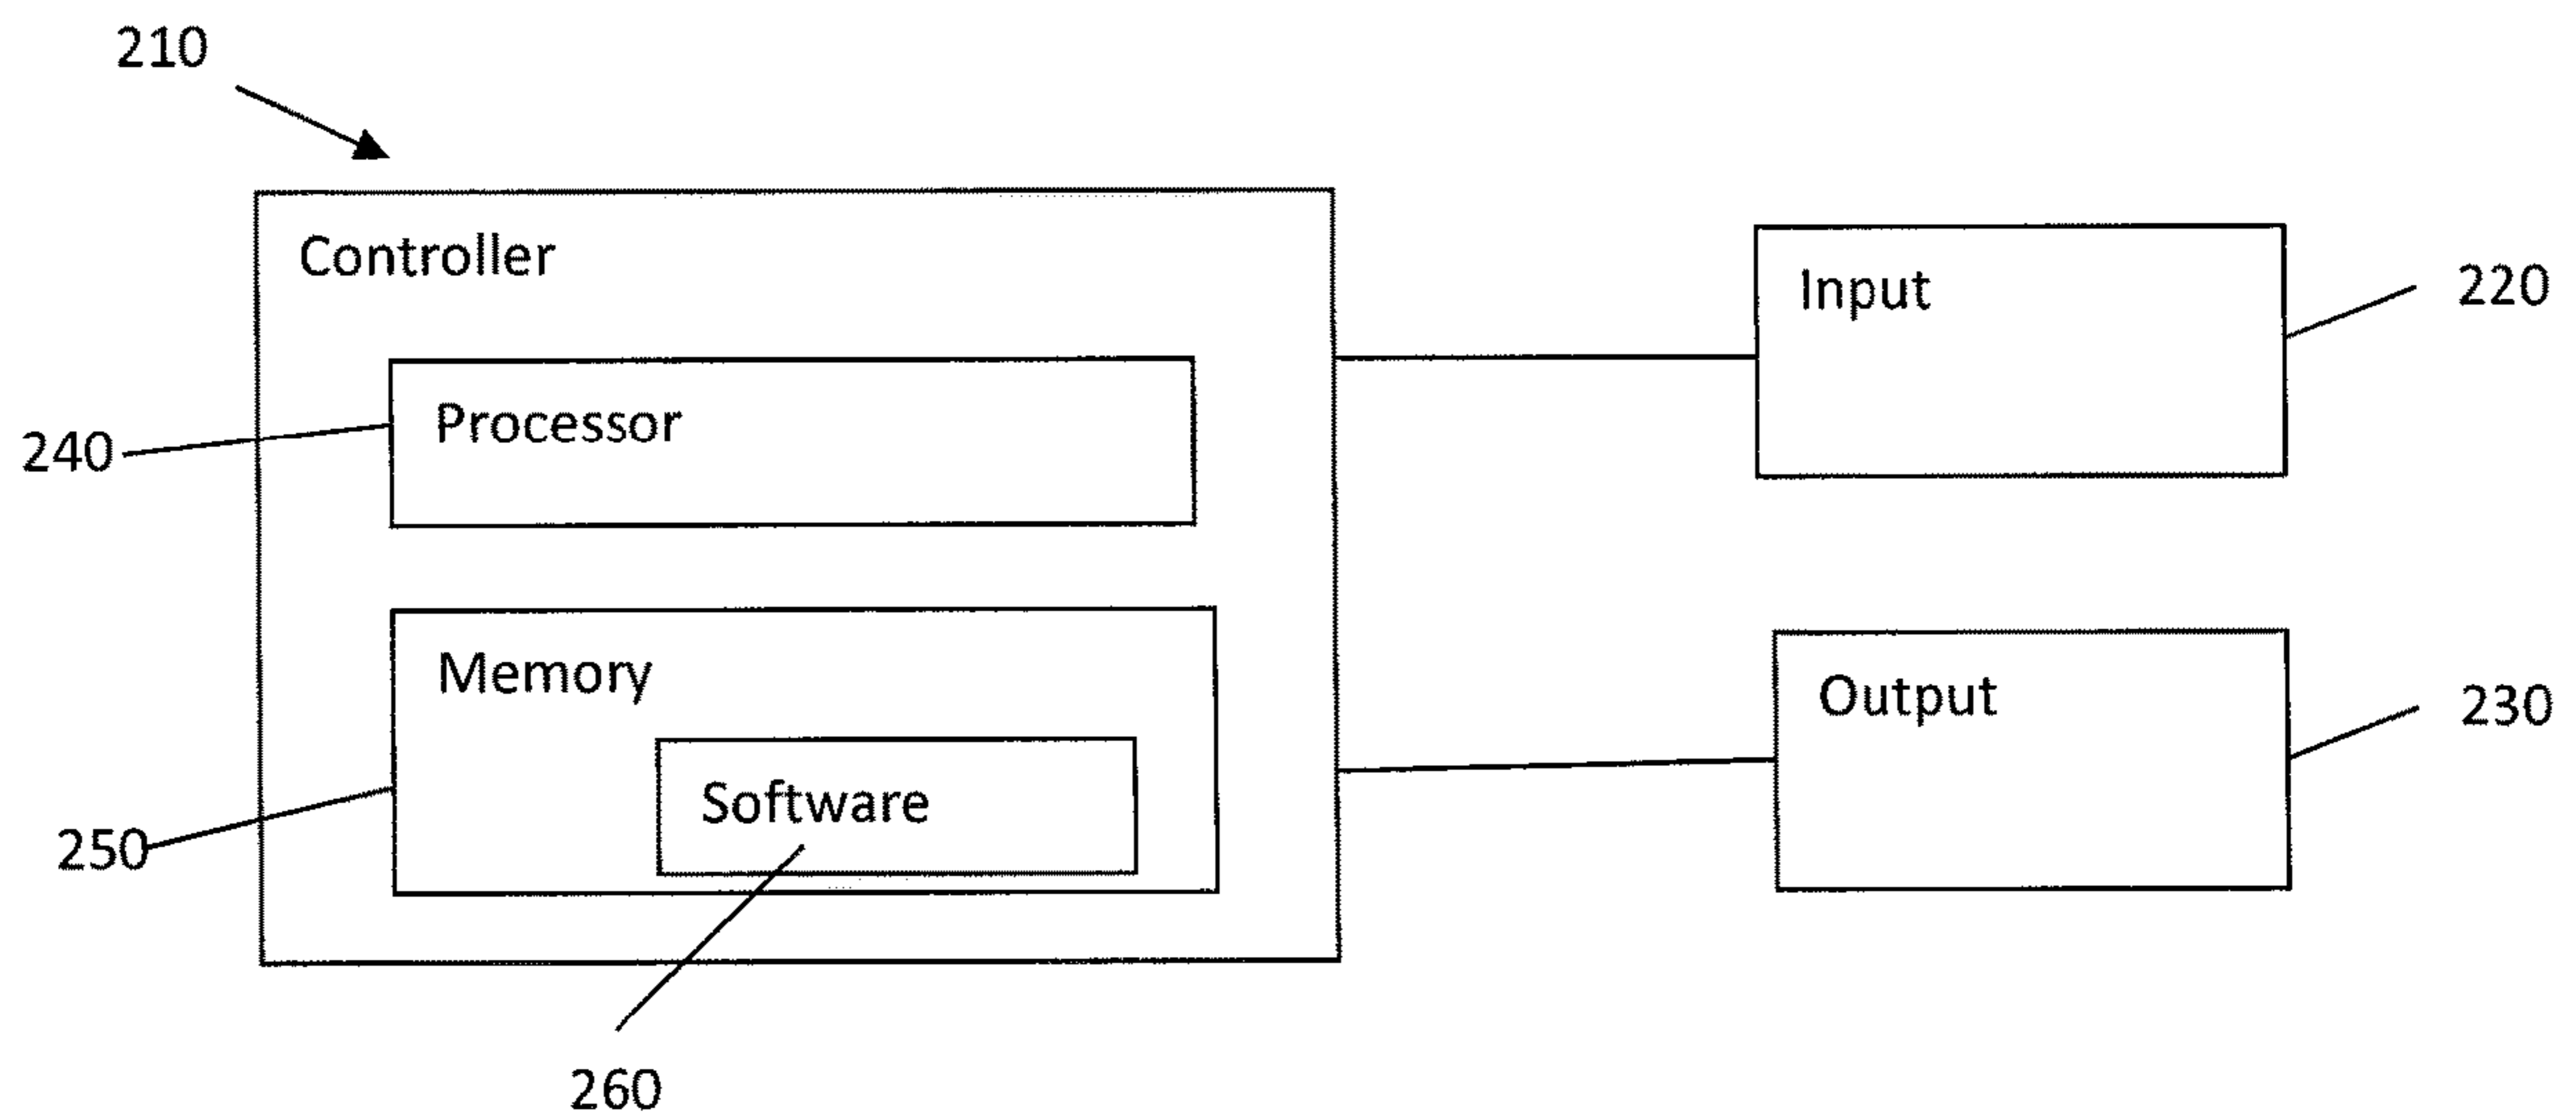 210
Controller
Input
220
Processor
240
Memory
Output
230
Software
250
260